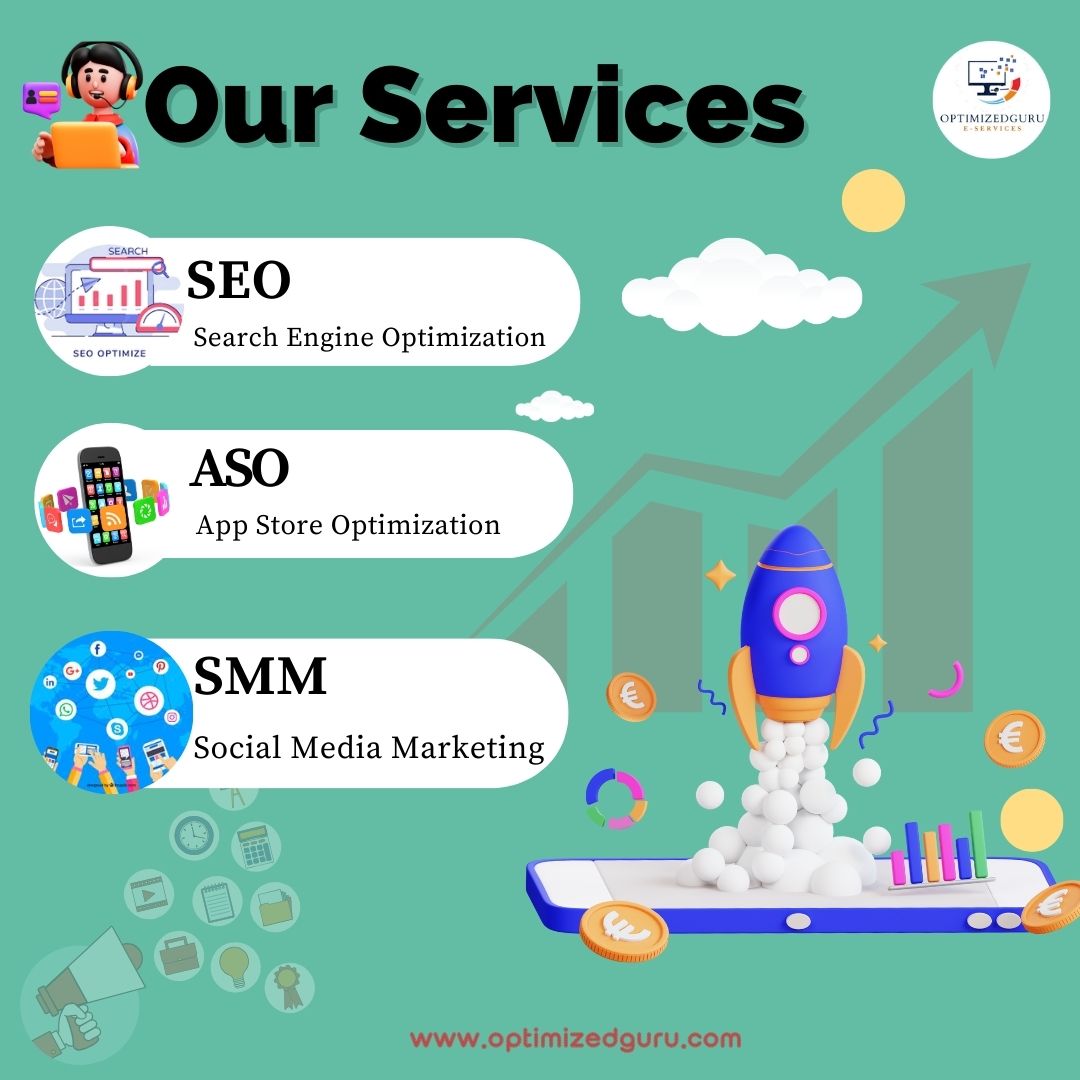 Our Services
OPTIMIZEDGURU
E-SERVICES
SEARCH
SEO OPTIMIZE
SEO
Search Engine Optimization
ASO
App Store Optimization
SMM
Social Media Marketing
www.optimizedguru.com